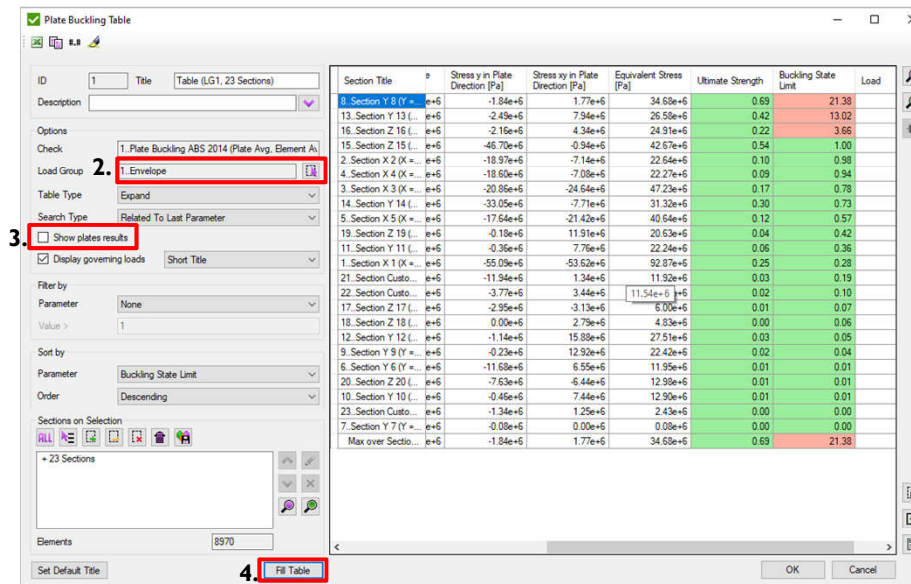 Plate Buckling Table
ID 1 Title Table (LG1, 23 Sections)
Description
Options
Check 1..Plate Buckling ABS 2014 (Plate Avg, Element Av
2. Load Group 1..Envelope
Table Type Expand
Search Type Related To Last Parameter
3. Show plates results
Display governing loads Short Title
Filter by
Parameter None
Value > 1
Sort by
Parameter Buckling State Limit
Order Descending
Sections on Selection
ALL
+ 23 Sections
Elements 8970
Set Default Title 4. Fill Table
Section Title e Stress y in Plate Direction [Pa] Stress xy in Plate Direction [Pa] Equivalent Stress [Pa] Ultimate Strength Buckling State Limit Load
8..Section Y 8 (Y =... e+6 -1.84e+6 1.77e+6 34.68e+6 0.69 21.38
13..Section Y 13 (... e+6 -2.49e+6 7.94e+6 26.58e+6 0.42 13.02
16..Section Z 16 (... e+6 -2.16e+6 4.34e+6 24.91e+6 0.22 3.66
15..Section Z 15 (... e+6 -46.70e+6 -0.94e+6 42.67e+6 0.54 1.00
2..Section X 2 (X =... e+6 -18.97e+6 -7.14e+6 22.64e+6 0.10 0.98
4..Section X 4 (X =... e+6 -18.60e+6 -7.08e+6 22.27e+6 0.09 0.94
3..Section X 3 (X =... e+6 -20.86e+6 -24.64e+6 47.23e+6 0.17 0.78
14..Section Y 14 (... e+6 -33.05e+6 -7.71e+6 31.32e+6 0.30 0.73
5..Section X 5 (X =... e+6 -17.64e+6 -21.42e+6 40.64e+6 0.12 0.57
19..Section Z 19 (... e+6 -0.18e+6 11.91e+6 20.63e+6 0.04 0.42
11..Section Y 11 (... e+6 -0.36e+6 7.76e+6 22.24e+6 0.06 0.36
1..Section X 1 (X =... e+6 -55.09e+6 -53.62e+6 92.87e+6 0.25 0.28
21..Section Custo... e+6 -11.94e+6 1.34e+6 11.92e+6 0.03 0.19
22..Section Custo... e+6 -3.77e+6 3.44e+6 11.54e+6 +6 0.02 0.10
17..Section Z 17 (... e+6 -2.95e+6 -3.13e+6 6.00e+6 0.01 0.07
18..Section Z 18 (... e+6 0.00e+6 2.79e+6 4.83e+6 0.00 0.06
12..Section Y 12 (... e+6 -1.14e+6 15.88e+6 27.51e+6 0.03 0.05
9..Section Y 9 (Y =... e+6 -0.23e+6 12.92e+6 22.42e+6 0.02 0.04
6..Section Y 6 (Y =... e+6 -11.68e+6 6.55e+6 11.95e+6 0.01 0.01
20..Section Z 20 (... e+6 -7.63e+6 -6.44e+6 12.98e+6 0.01 0.01
10..Section Y 10 (... e+6 -0.46e+6 7.44e+6 12.90e+6 0.01 0.01
23..Section Custo... e+6 -1.34e+6 1.25e+6 2.43e+6 0.00 0.00
7..Section Y 7 (Y =... e+6 -0.08e+6 0.00e+6 0.08e+6 0.00 0.00
Max over Sectio... e+6 -1.84e+6 1.77e+6 34.68e+6 0.69 21.38
OK Cancel